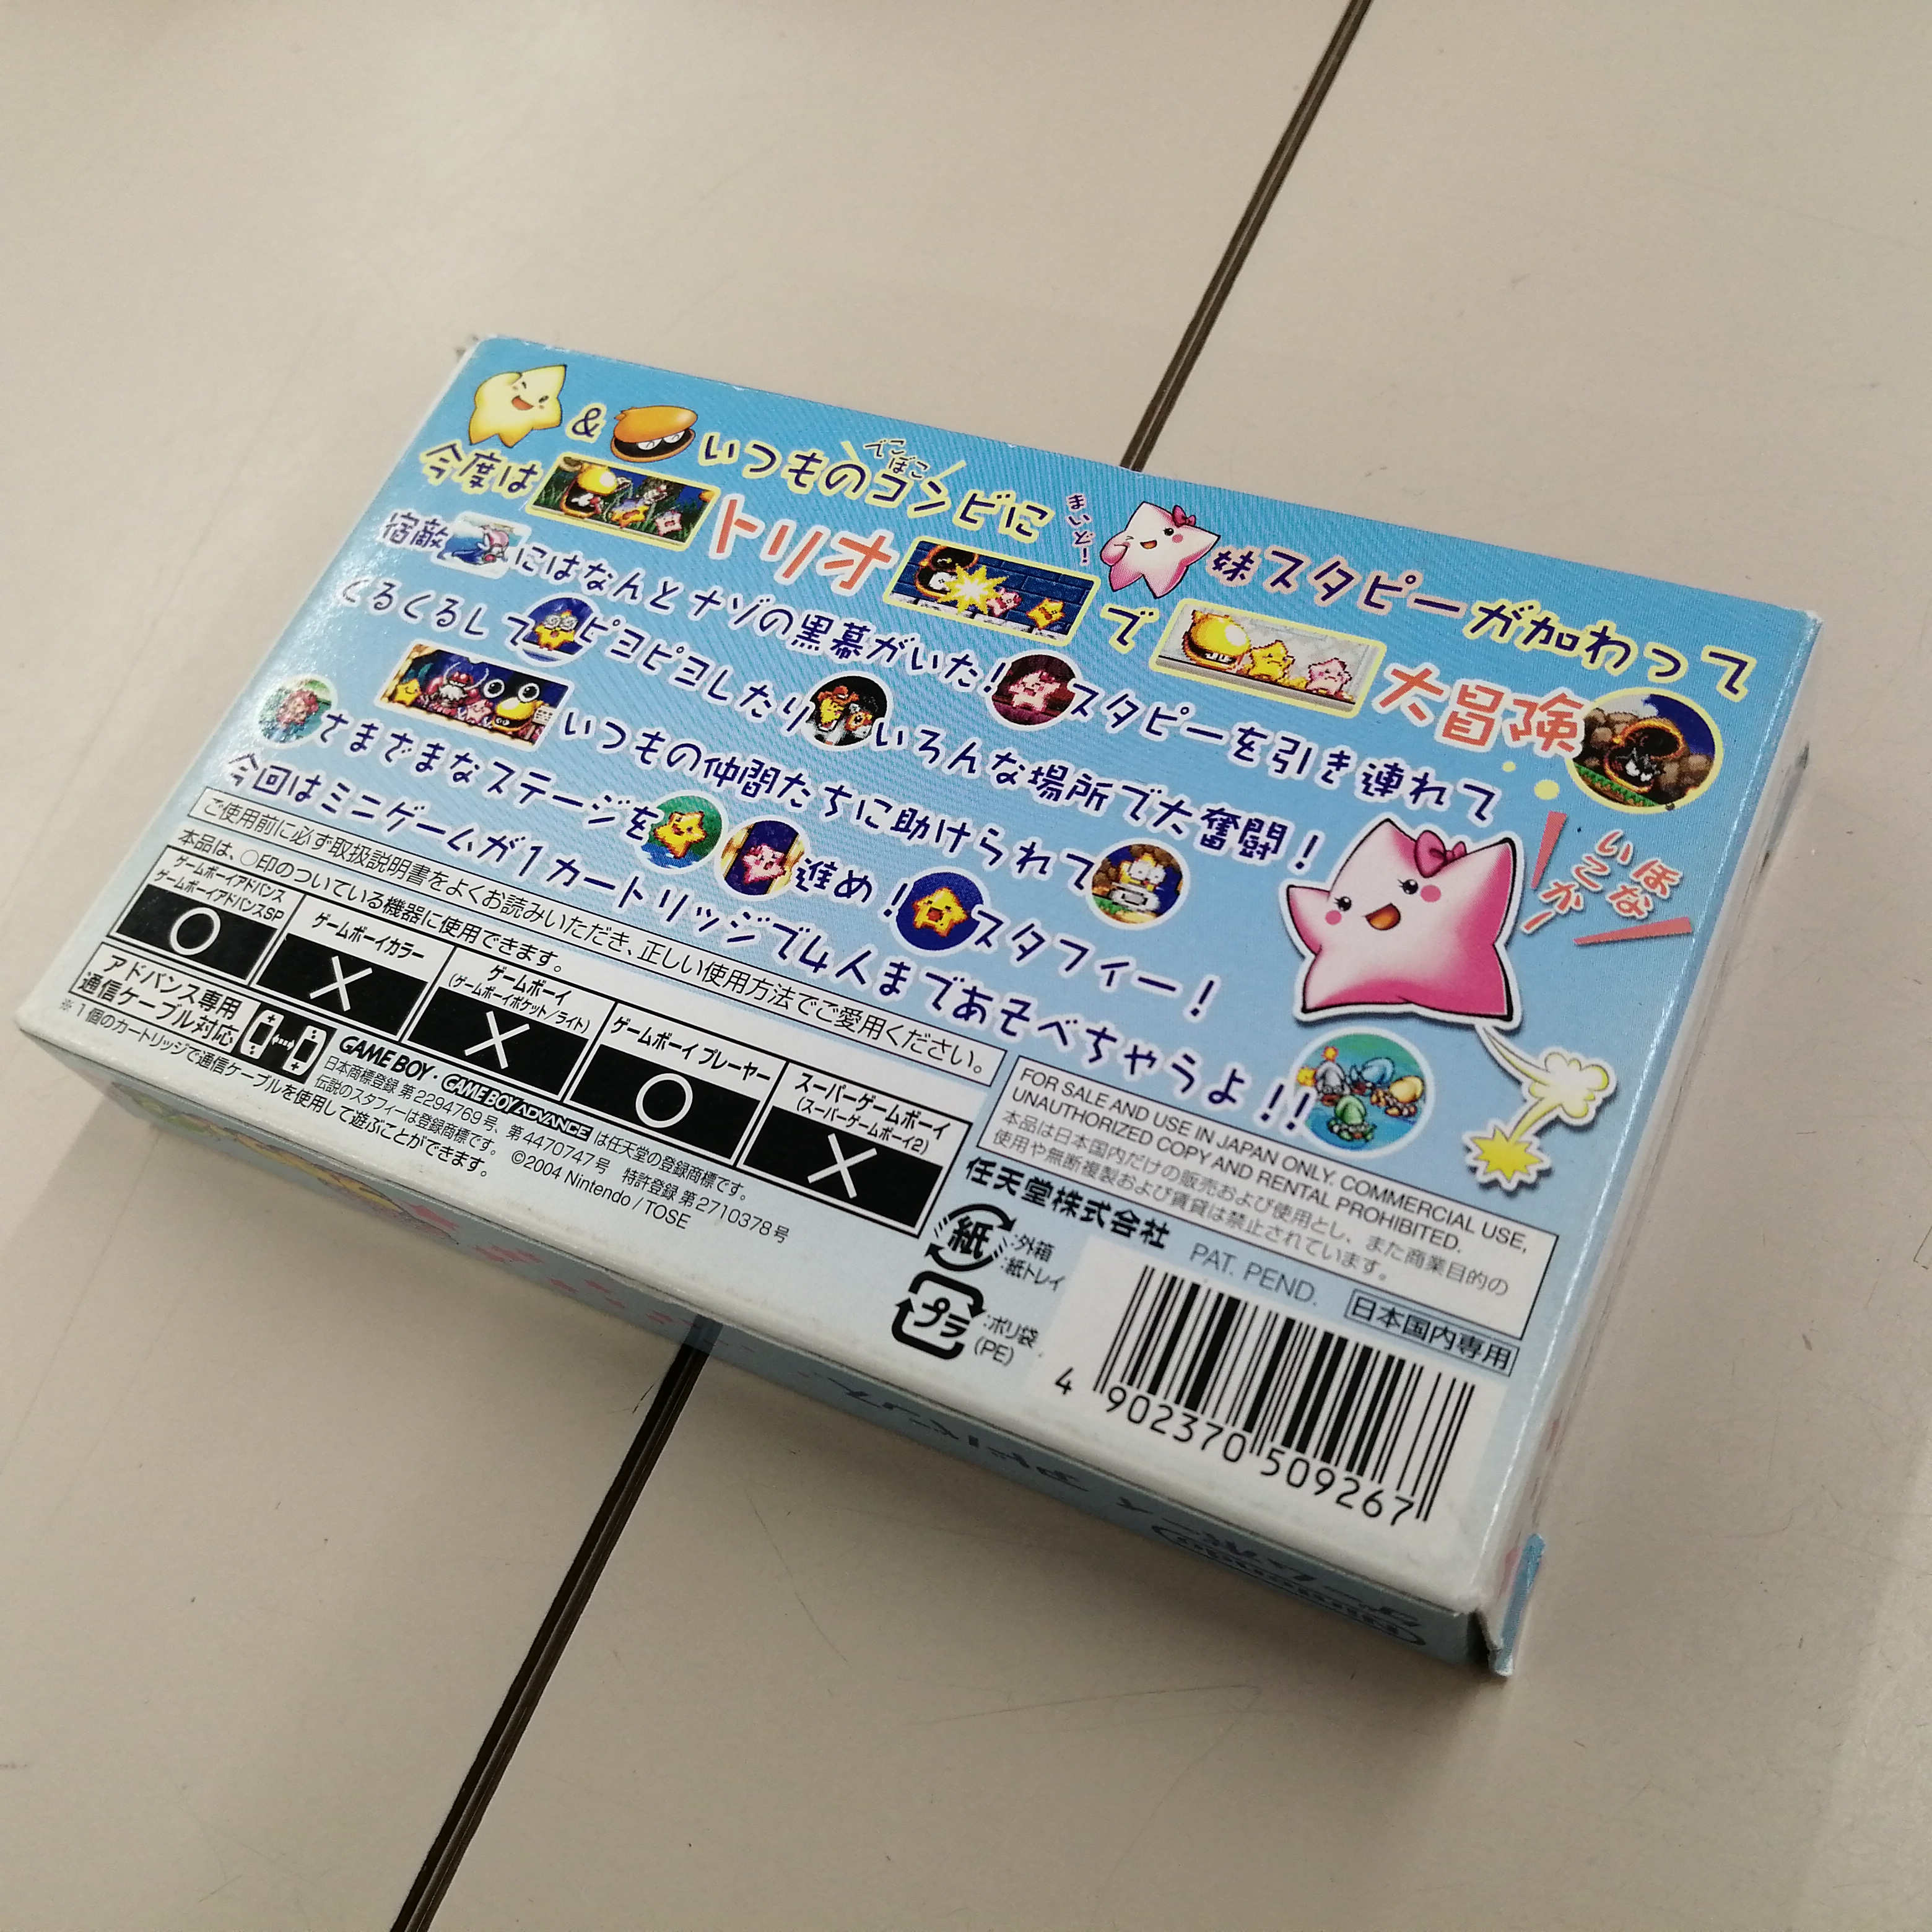 & いつものコンビに 妹スタピーが加わって
でこぼこ
まいど!
今度は トリオ で 大冒険
宿敵 にはなんとナゾの黒幕がいた! スタピーを引き連れて
くるくるして ピヨピヨしたり いろんな場所で大奮闘!
いつもの仲間たちに助けられて
さまざまなステージを 進め! スタフィー!
今回はミニゲームが1カートリッジで4人まであそべちゃうよ!!
ほな
いこかー
ご使用前に必ず取扱説明書をよくお読みいただき、正しい使用方法でご愛用ください。
本品は、○印のついている機器に使用できます。
ゲームボーイアドバンス
ゲームボーイアドバンスSP
○
ゲームボーイカラー
×
ゲームボーイ
(ゲームボーイポケット/ライト)
×
ゲームボーイ プレーヤー
○
スーパーゲームボーイ
(スーパーゲームボーイ2)
×
アドバンス専用
通信ケーブル対応
※1個のカートリッジで通信ケーブルを使用して遊ぶことができます。
GAME BOY・GAME BOY ADVANCE は任天堂の登録商標です。
日本商標登録 第2294769号、第4470747号 特許登録 第2710378号
伝説のスタフィーは登録商標です。 ©2004 Nintendo / TOSE
FOR SALE AND USE IN JAPAN ONLY. COMMERCIAL USE,
UNAUTHORIZED COPY AND RENTAL PROHIBITED.
本品は日本国内だけの販売および使用とし、また商業目的の
使用や無断複製および賃貸は禁止されています。
任天堂株式会社 PAT. PEND. 日本国内専用
紙 :外箱
:紙トレイ
プラ :ポリ袋
(PE)
4 902370 509267